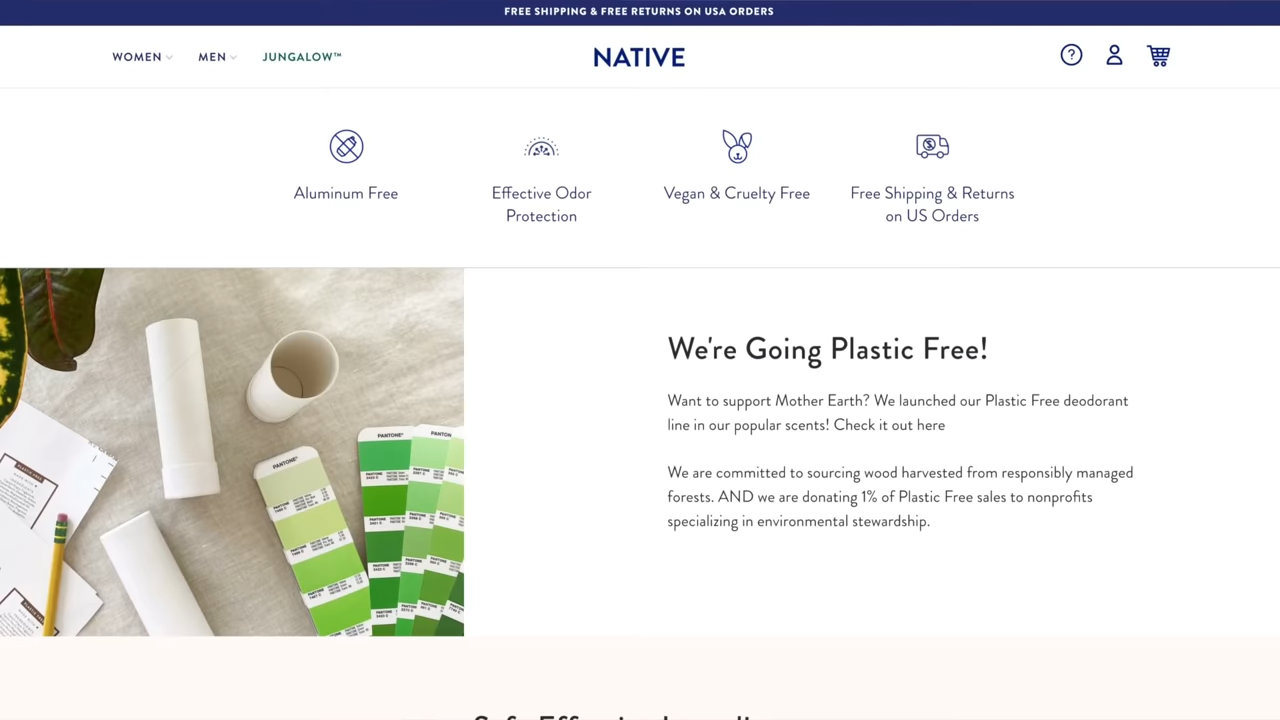 FREE SHIPPING & FREE RETURNS ON USA ORDERS
WOMEN MEN JUNGALOW™
NATIVE
Aluminum Free
Effective Odor
Protection
Vegan & Cruelty Free
Free Shipping & Returns
on US Orders
We're Going Plastic Free!
Want to support Mother Earth? We launched our Plastic Free deodorant
line in our popular scents! Check it out here
We are committed to sourcing wood harvested from responsibly managed
forests. AND we are donating 1% of Plastic Free sales to nonprofits
specializing in environmental stewardship.
PANTONE®
PANTONE®